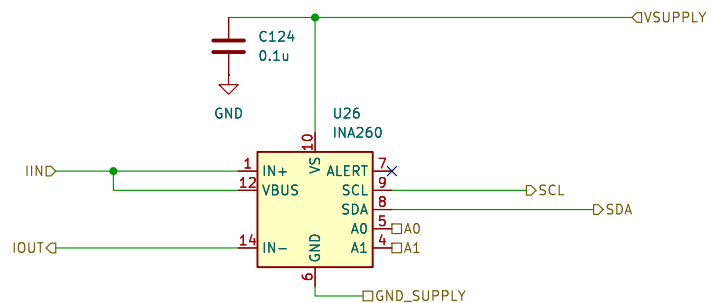 VSUPPLY
C124
0.1u
GND
U26
INA260
10
VS
IIN
1
IN+
ALERT
7
12
VBUS
SCL
9
SCL
SDA
8
SDA
A0
5
A0
IOUT
14
IN-
GND
A1
4
A1
6
GND_SUPPLY